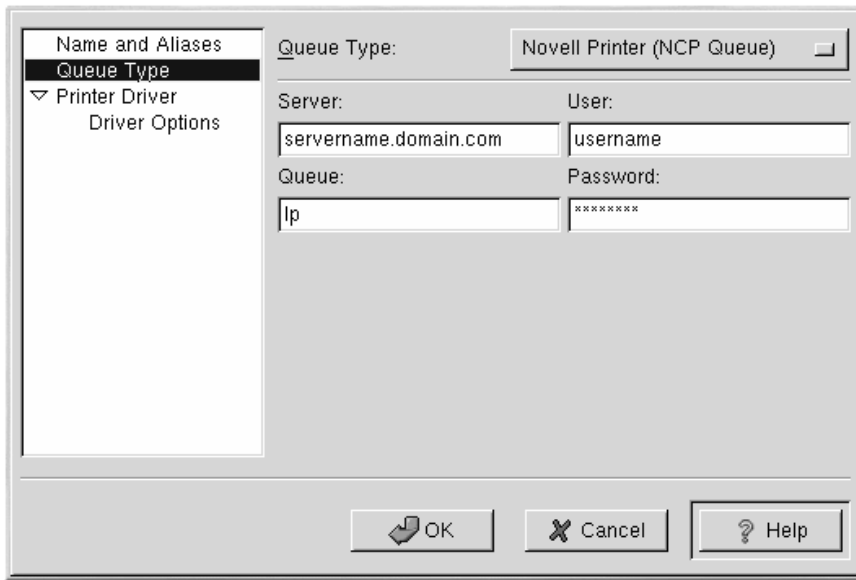 Name and Aliases
Queue Type
Printer Driver
Driver Options
Queue Type:
Novell Printer (NCP Queue)
Server:
User:
servername.domain.com
username
Queue:
Password:
lp
********
OK
Cancel
? Help